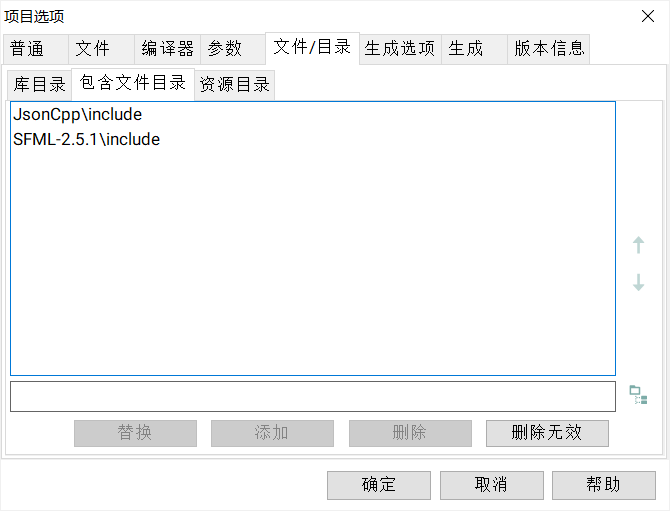 项目选项
普通 文件 编译器 参数 文件/目录 生成选项 生成 版本信息
库目录 包含文件目录 资源目录
JsonCpp\include
SFML-2.5.1\include
替换 添加 删除 删除无效
确定 取消 帮助